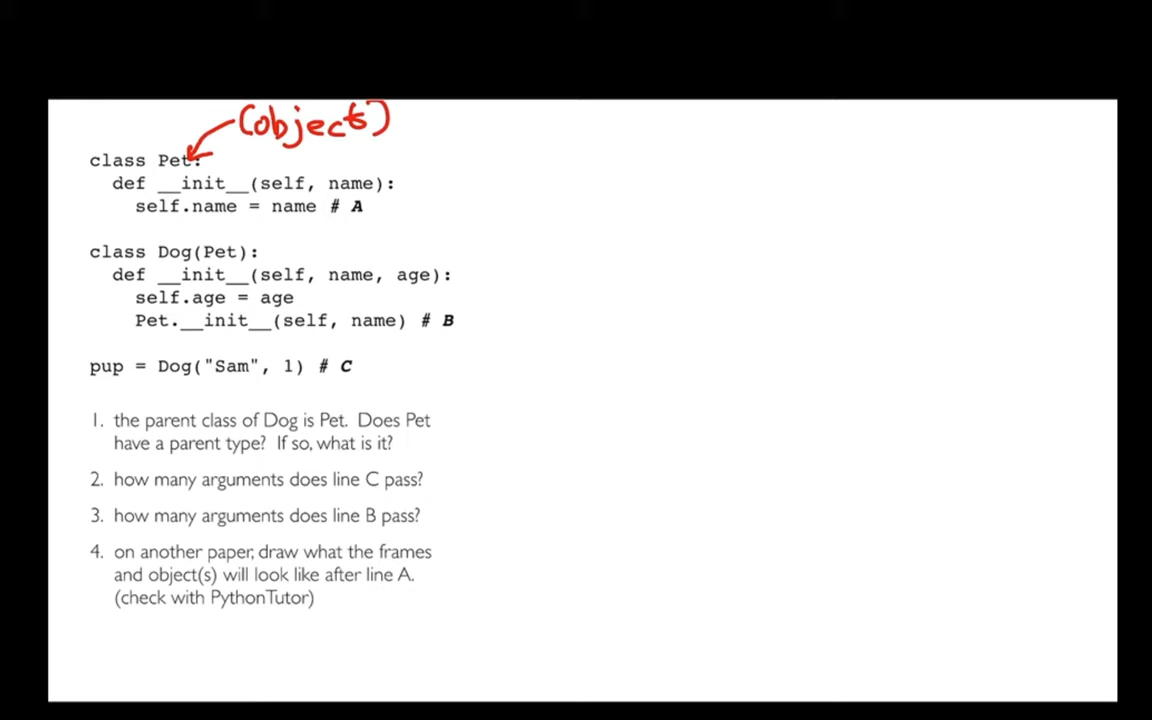 (object)
class Pet:
def __init__(self, name):
self.name = name # A
class Dog(Pet):
def __init__(self, name, age):
self.age = age
Pet.__init__(self, name) # B
pup = Dog("Sam", 1) # C
1. the parent class of Dog is Pet. Does Pet
have a parent type? If so, what is it?
2. how many arguments does line C pass?
3. how many arguments does line B pass?
4. on another paper, draw what the frames
and object(s) will look like after line A.
(check with PythonTutor)